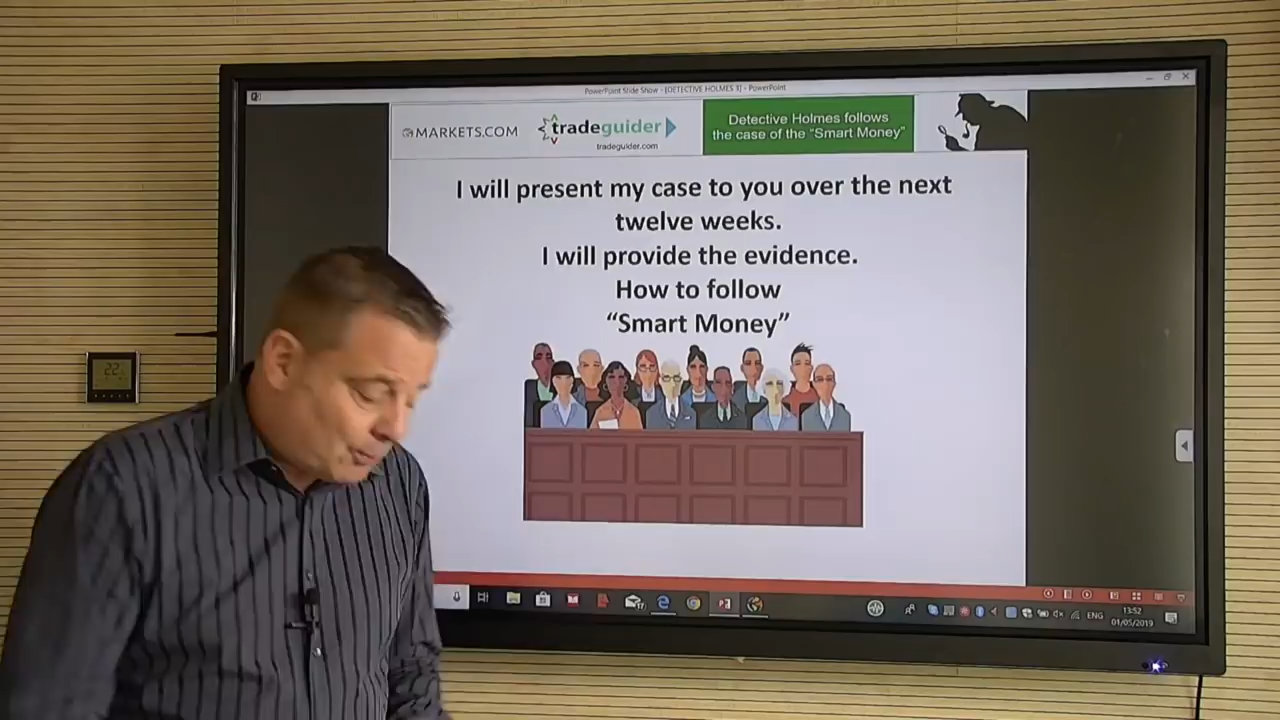 PowerPoint Slide Show - [DETECTIVE HOLMES 1] - PowerPoint
MARKETS.COM
tradeguider
tradeguider.com
Detective Holmes follows
the case of the “Smart Money”
I will present my case to you over the next
twelve weeks.
I will provide the evidence.
How to follow
“Smart Money”
22
ENG
13:52
01/05/2019